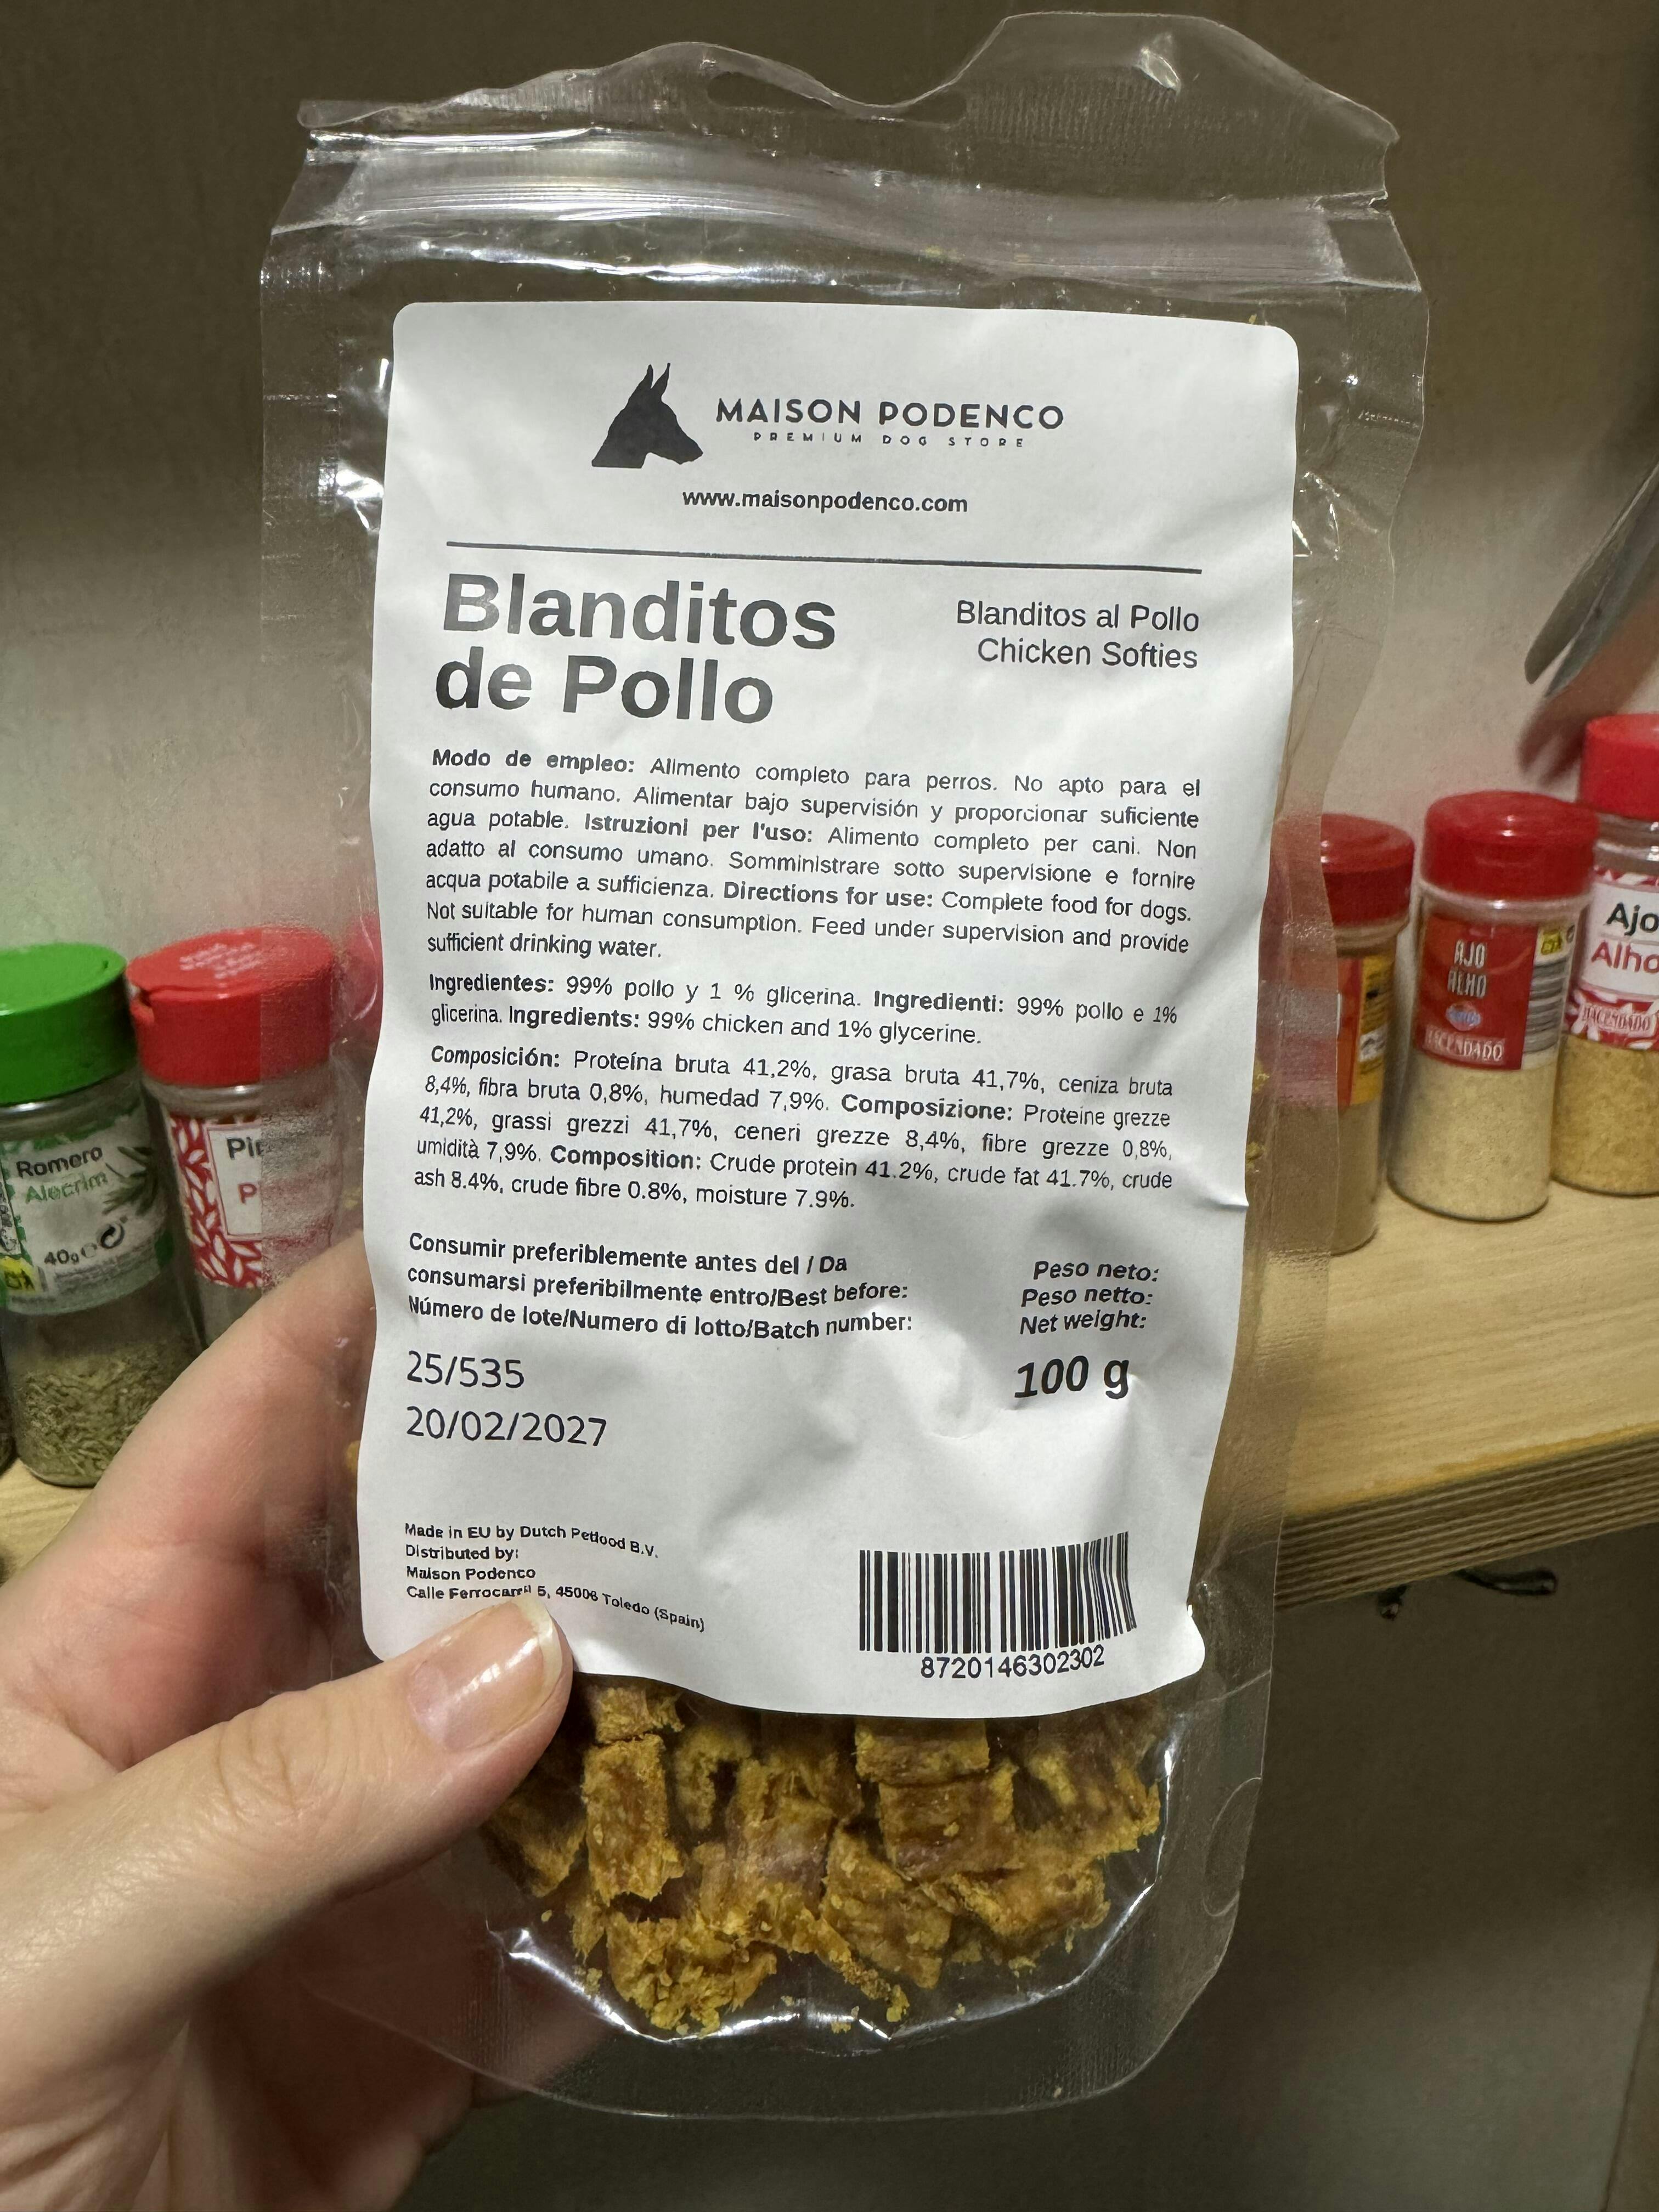 MAISON PODENCO
PREMIUM DOG STORE
www.maisonpodenco.com
Blanditos
de Pollo
Blanditos al Pollo
Chicken Softies
Modo de empleo: Alimento completo para perros. No apto para el
consumo humano. Alimentar bajo supervisión y proporcionar suficiente
agua potable. Istruzioni per l'uso: Alimento completo per cani. Non
adatto al consumo umano. Somministrare sotto supervisione e fornire
acqua potabile a sufficienza. Directions for use: Complete food for dogs.
Not suitable for human consumption. Feed under supervision and provide
sufficient drinking water.
Ingredientes: 99% pollo y 1 % glicerina. Ingredienti: 99% pollo e 1%
glicerina. Ingredients: 99% chicken and 1% glycerine.
Composición: Proteína bruta 41,2%, grasa bruta 41,7%, ceniza bruta
8,4%, fibra bruta 0,8%, humedad 7,9%. Composizione: Proteine grezze
41,2%, grassi grezzi 41,7%, ceneri grezze 8,4%, fibre grezze 0,8%,
umidità 7,9%. Composition: Crude protein 41.2%, crude fat 41.7%, crude
ash 8.4%, crude fibre 0.8%, moisture 7.9%.
Consumir preferiblemente antes del / Da
consumarsi preferibilmente entro/Best before:
Número de lote/Numero di lotto/Batch number:
25/535
20/02/2027
Peso neto:
Peso netto:
Net weight:
100 g
Made in EU by Dutch Petfood B.V.
Distributed by:
Maison Podenco
Calle Ferrocarril 5, 45006 Toledo (Spain)
8720146302302
Romero
Alecrim
40g
AJO
ALHO
HACENDADO
Ajo
Alho
HACENDADO